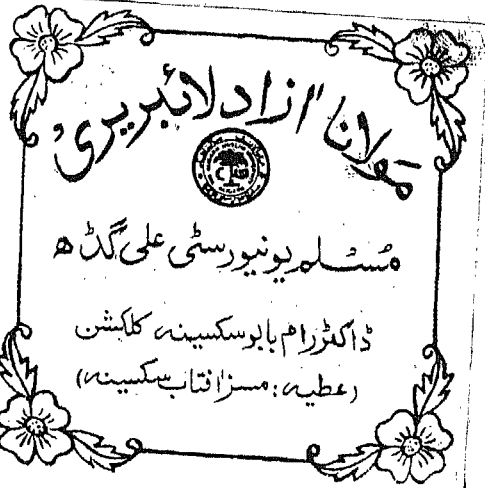 مولانا آزاد لائبریری
مسلم یونیورسٹی علی گڈھ
ڈاکٹر رام بابو سکسینہ کلکشن
(عطیہ: مسز آفتاب سکسینہ)